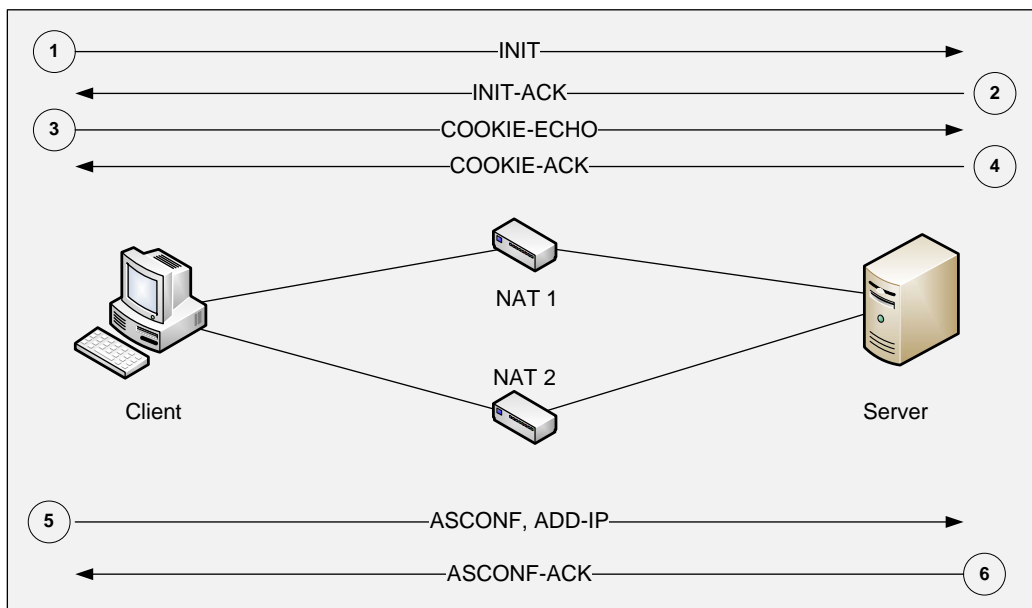 1 INIT
INIT-ACK 2
3 COOKIE-ECHO
COOKIE-ACK 4
NAT 1
NAT 2
Client Server
5 ASCONF, ADD-IP
ASCONF-ACK 6